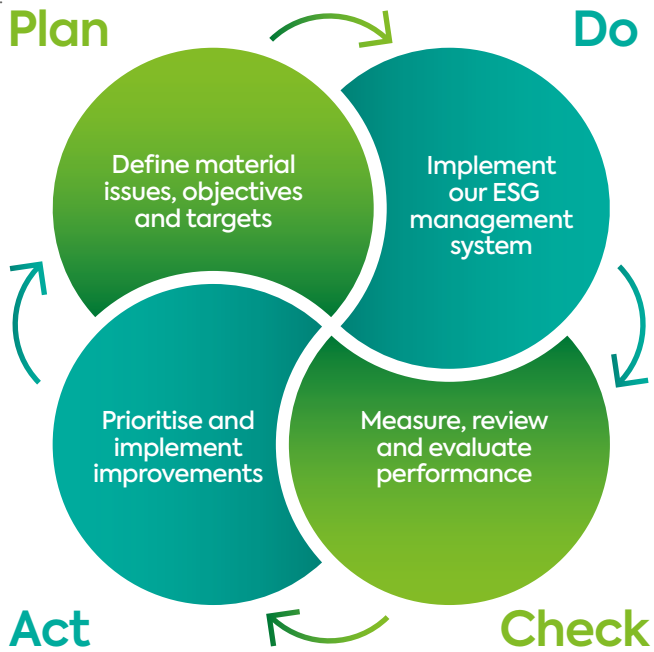 Plan
Do
Define material
issues, objectives
and targets
Implement
our ESG
management
system
Prioritise and
implement
improvements
Measure, review
and evaluate
performance
Act
Check